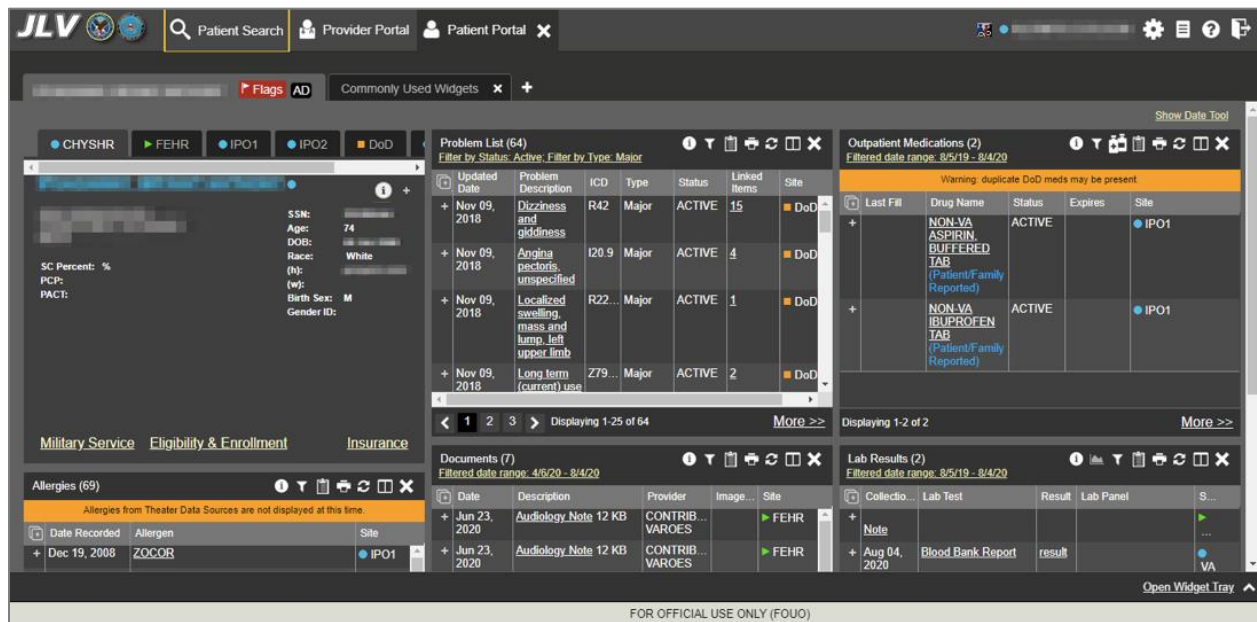 JLV Patient Search Provider Portal Patient Portal
Flags AD Commonly Used Widgets
Show Date Tool
CHYSHR FEHR IPO1 IPO2 DoD
SSN:
Age: 74
DOB:
Race: White
(h):
(w):
Birth Sex: M
Gender ID:
SC Percent: %
PCP:
PACT:
Military Service Eligibility & Enrollment Insurance
Allergies (69)
Allergies from Theater Data Sources are not displayed at this time.
Date Recorded Allergen Site
+ Dec 19, 2008 ZOCOR IPO1
Problem List (64)
Filter by Status: Active; Filter by Type: Major
Updated Date Problem Description ICD Type Status Linked Items Site
+ Nov 09, 2018 Dizziness and giddiness R42 Major ACTIVE 15 DoD
+ Nov 09, 2018 Angina pectoris, unspecified I20.9 Major ACTIVE 4 DoD
+ Nov 09, 2018 Localized swelling, mass and lump, left upper limb R22... Major ACTIVE 1 DoD
+ Nov 09, 2018 Long term (current) use Z79... Major ACTIVE 2 DoD
1 2 3 Displaying 1-25 of 64 More >>
Documents (7)
Filtered date range: 4/6/20 - 8/4/20
Date Description Provider Image... Site
+ Jun 23, 2020 Audiology Note 12 KB CONTRIB... VAROES FEHR
+ Jun 23, 2020 Audiology Note 12 KB CONTRIB... VAROES FEHR
Outpatient Medications (2)
Filtered date range: 8/5/19 - 8/4/20
Warning: duplicate DoD meds may be present.
Last Fill Drug Name Status Expires Site
+ NON-VA ASPIRIN, BUFFERED TAB (Patient/Family Reported) ACTIVE IPO1
+ NON-VA IBUPROFEN TAB (Patient/Family Reported) ACTIVE IPO1
Displaying 1-2 of 2 More >>
Lab Results (2)
Filtered date range: 8/5/19 - 8/4/20
Collectio... Lab Test Result Lab Panel S...
+ Note ...
+ Aug 04, 2020 Blood Bank Report result VA
Open Widget Tray
FOR OFFICIAL USE ONLY (FOUO)